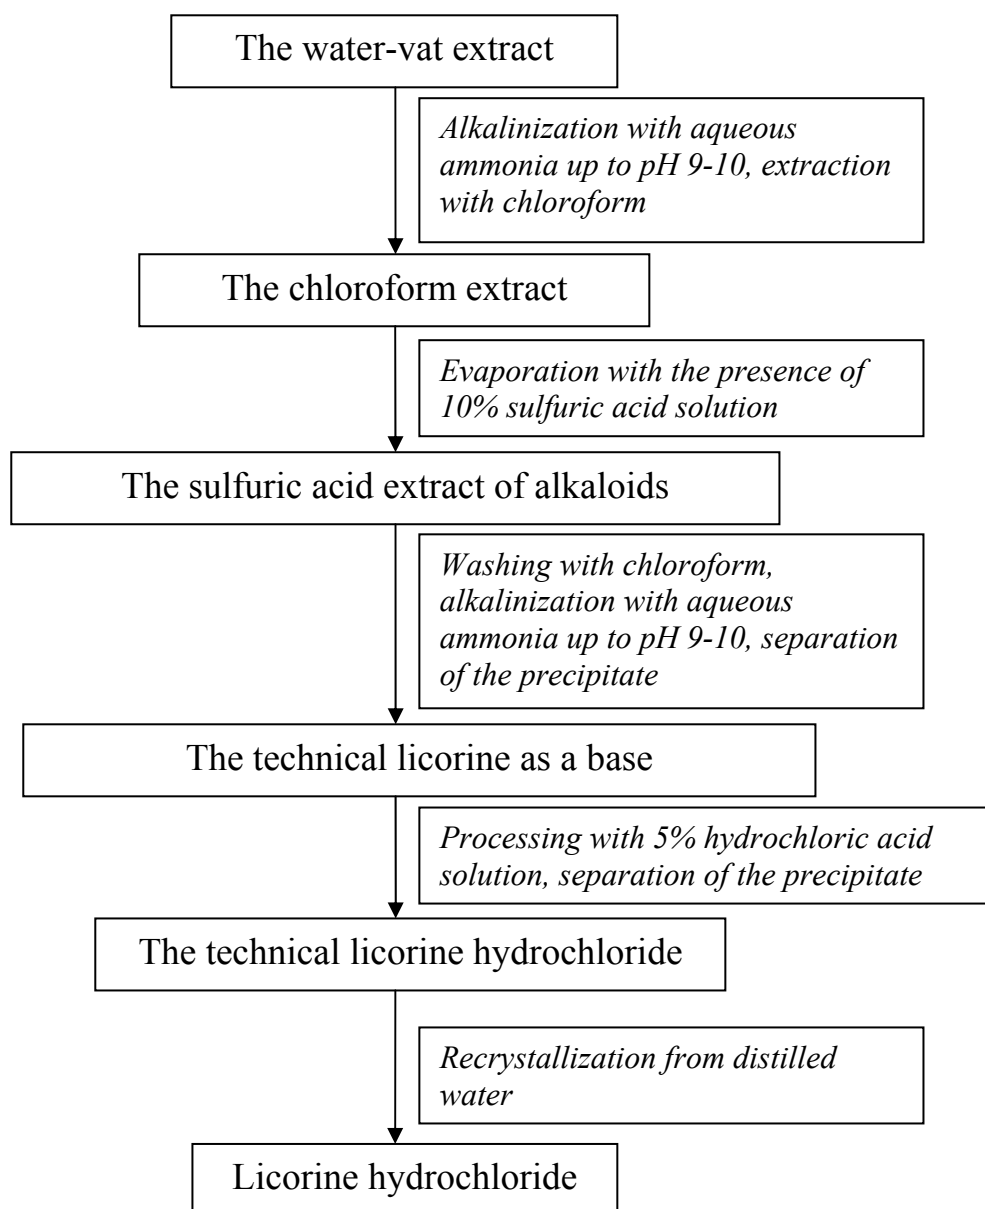 The water-vat extract
Alkalinization with aqueous
ammonia up to pH 9-10, extraction
with chloroform
The chloroform extract
Evaporation with the presence of
10% sulfuric acid solution
The sulfuric acid extract of alkaloids
Washing with chloroform,
alkalinization with aqueous
ammonia up to pH 9-10, separation
of the precipitate
The technical licorine as a base
Processing with 5% hydrochloric acid
solution, separation of the precipitate
The technical licorine hydrochloride
Recrystallization from distilled
water
Licorine hydrochloride